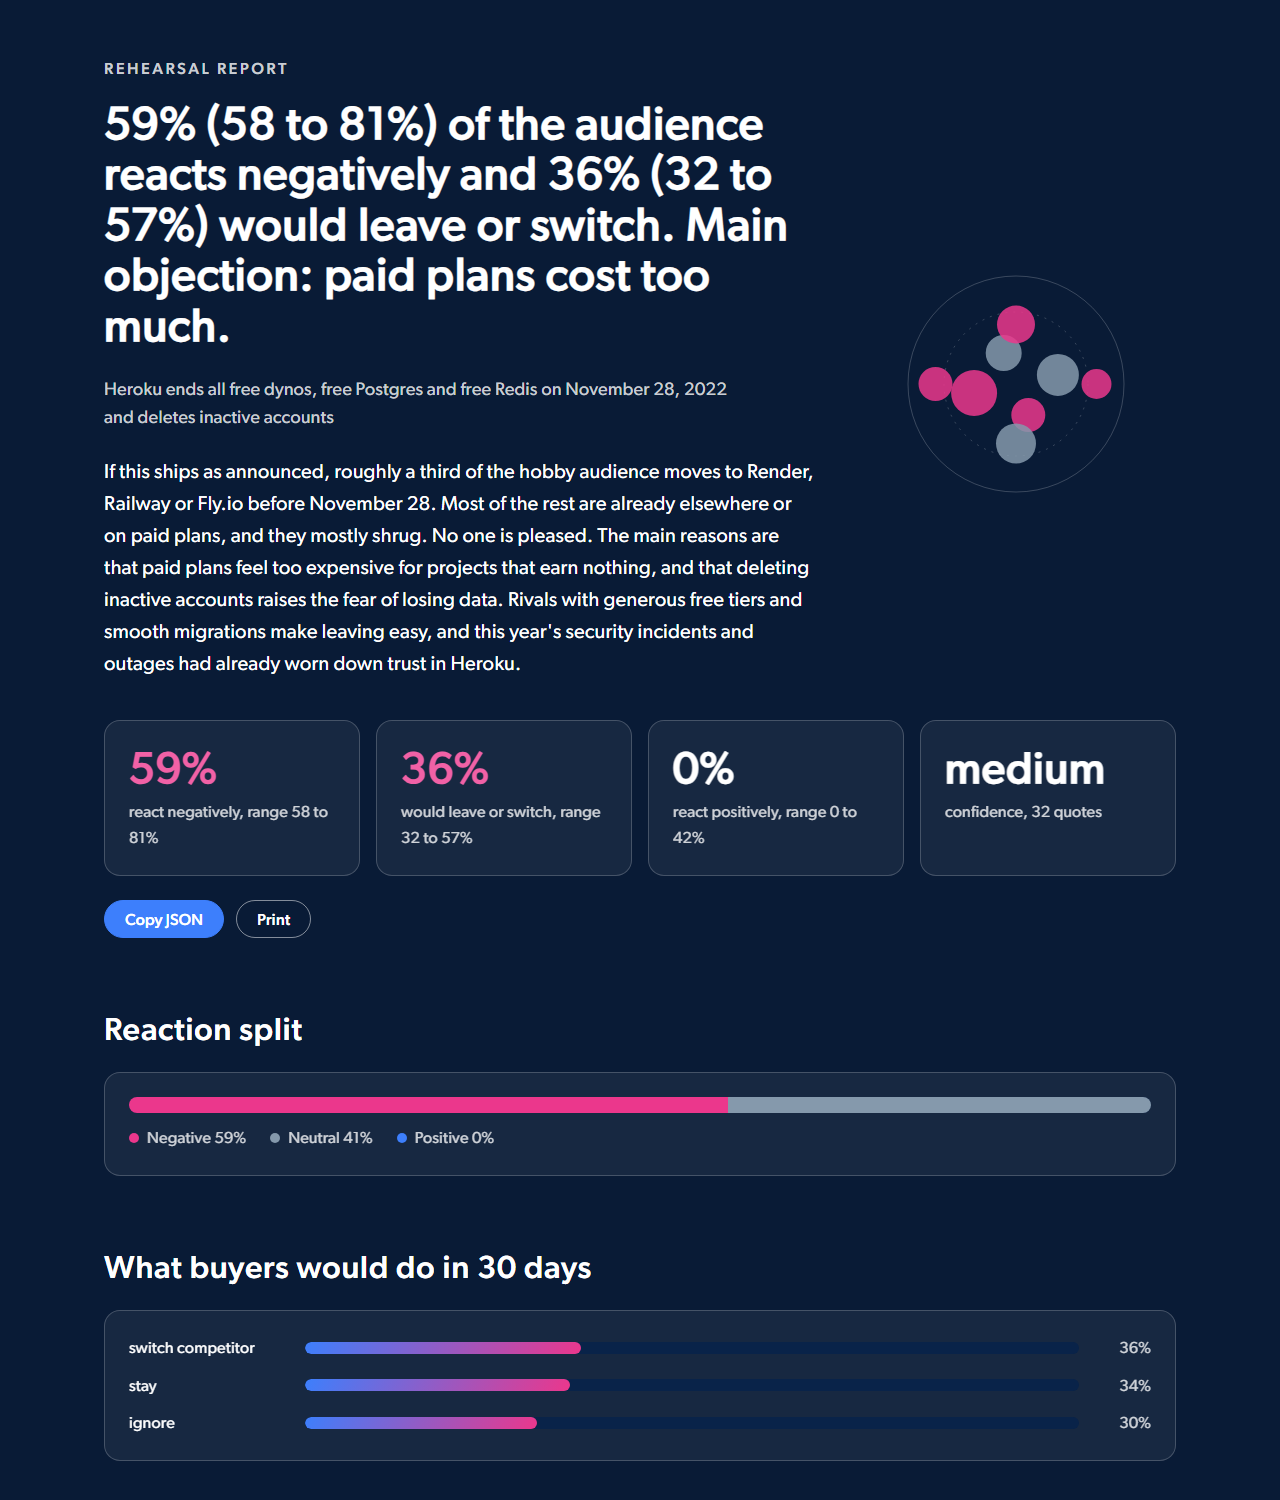 REHEARSAL REPORT
59% (58 to 81%) of the audience
reacts negatively and 36% (32 to
57%) would leave or switch. Main
objection: paid plans cost too
much.
Heroku ends all free dynos, free Postgres and free Redis on November 28, 2022
and deletes inactive accounts
If this ships as announced, roughly a third of the hobby audience moves to Render,
Railway or Fly.io before November 28. Most of the rest are already elsewhere or
on paid plans, and they mostly shrug. No one is pleased. The main reasons are
that paid plans feel too expensive for projects that earn nothing, and that deleting
inactive accounts raises the fear of losing data. Rivals with generous free tiers and
smooth migrations make leaving easy, and this year's security incidents and
outages had already worn down trust in Heroku.
59%
react negatively, range 58 to
81%
36%
would leave or switch, range
32 to 57%
0%
react positively, range 0 to
42%
medium
confidence, 32 quotes
Copy JSON
Print
Reaction split
Negative 59%
Neutral 41%
Positive 0%
What buyers would do in 30 days
switch competitor 36%
stay 34%
ignore 30%